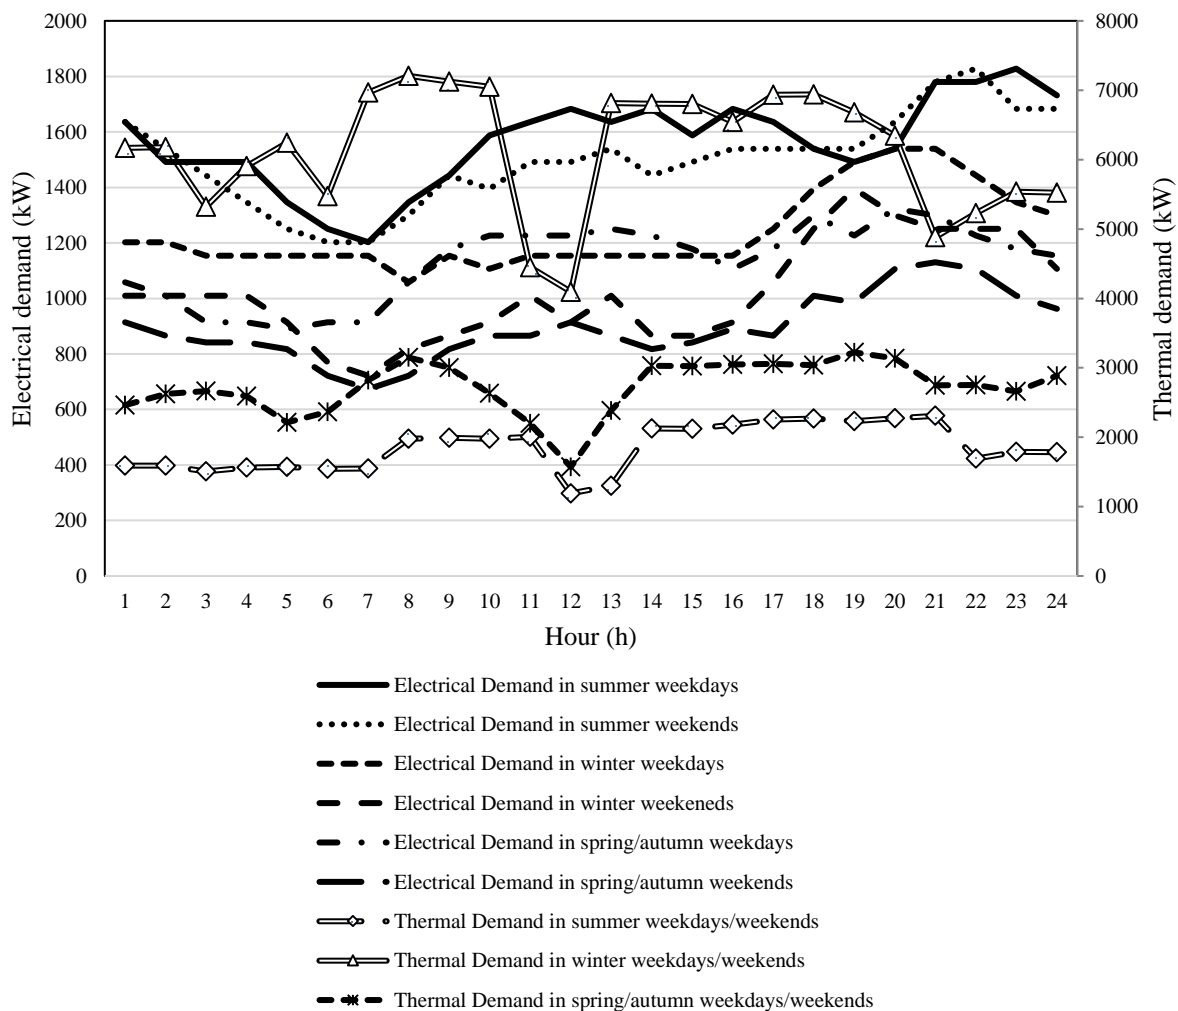 2000
1800
1600
1400
1200
1000
800
600
400
200
0
Electrical demand (kW)
8000
7000
6000
5000
4000
3000
2000
1000
0
Thermal demand (kW)
1 2 3 4 5 6 7 8 9 10 11 12 13 14 15 16 17 18 19 20 21 22 23 24
Hour (h)
Electrical Demand in summer weekdays
Electrical Demand in summer weekends
Electrical Demand in winter weekdays
Electrical Demand in winter weekeneds
Electrical Demand in spring/autumn weekdays
Electrical Demand in spring/autumn weekends
Thermal Demand in summer weekdays/weekends
Thermal Demand in winter weekdays/weekends
Thermal Demand in spring/autumn weekdays/weekends